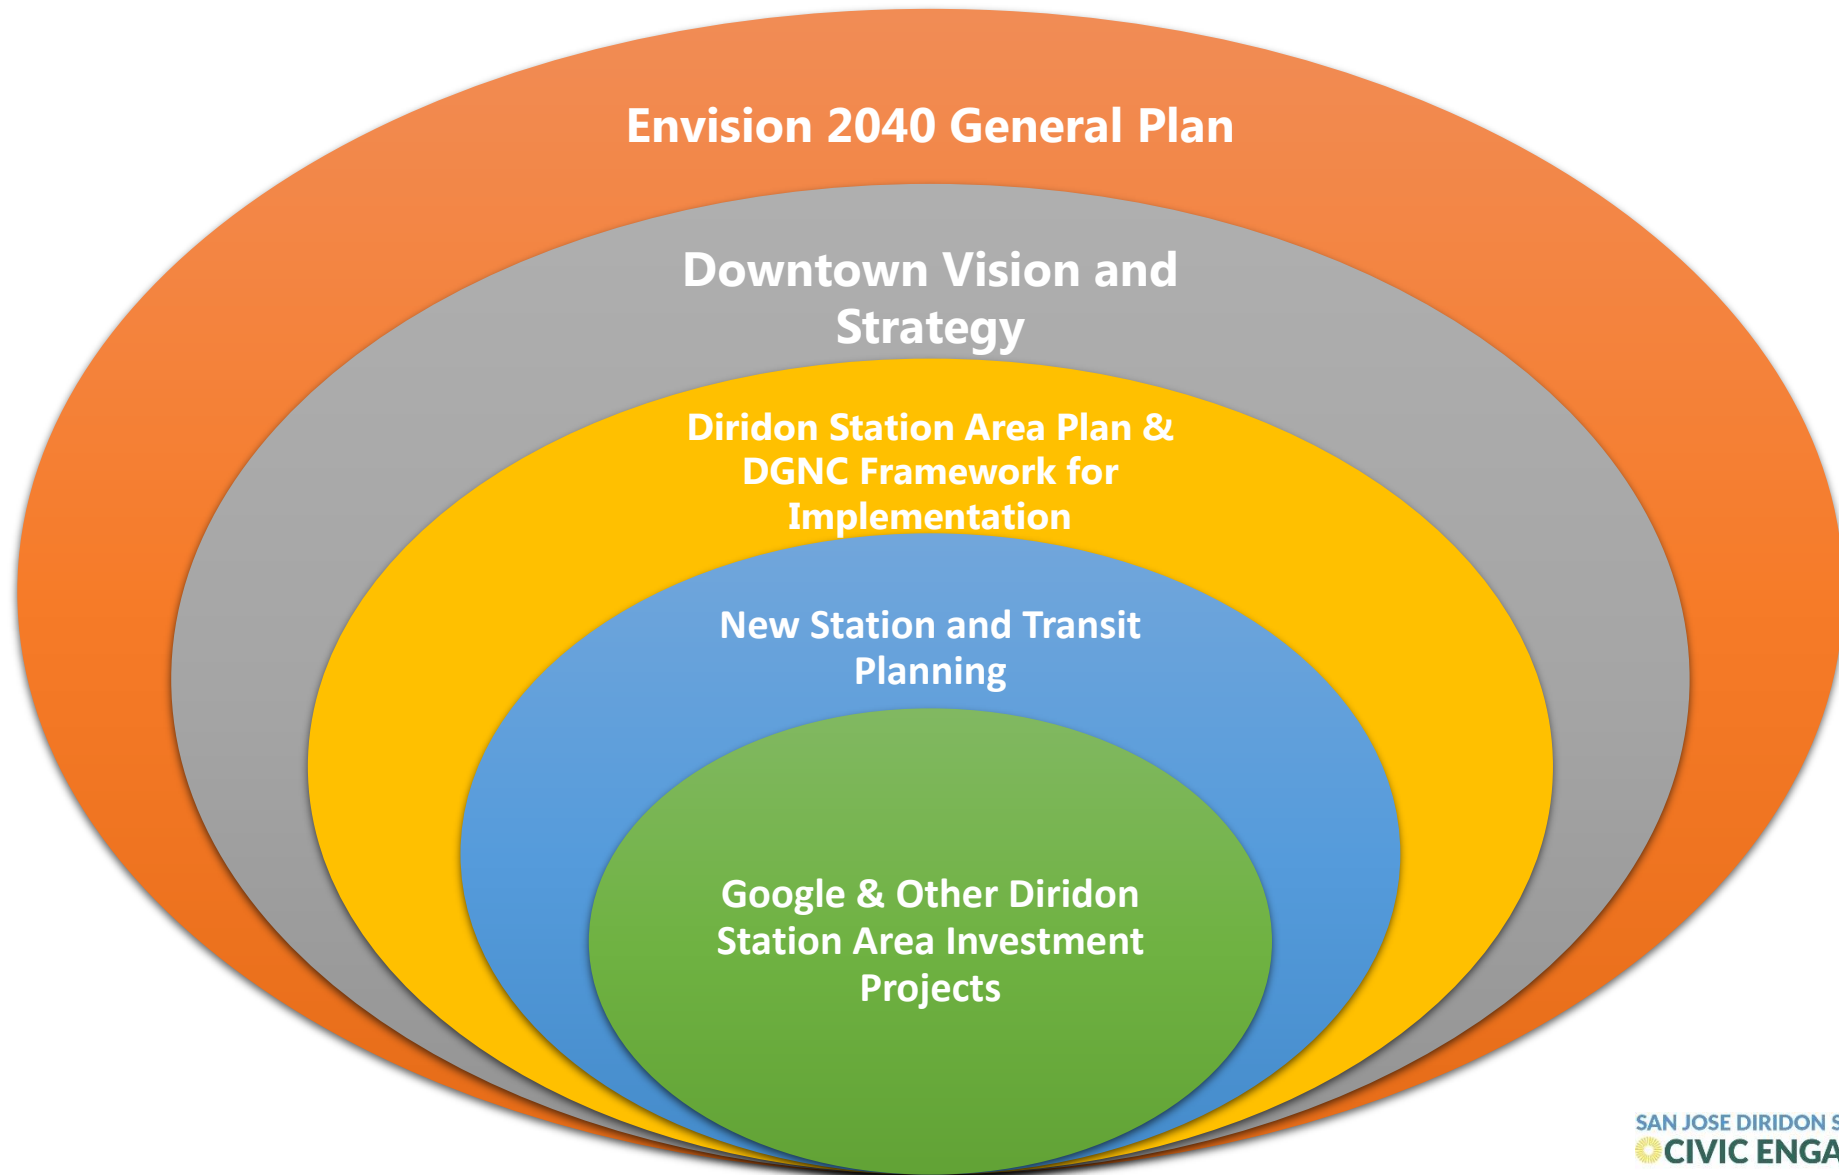 Envision 2040 General Plan
Downtown Vision and
Strategy
Diridon Station Area Plan &
DGNC Framework for
Implementation
New Station and Transit
Planning
Google & Other Diridon
Station Area Investment
Projects
SAN JOSE DIRIDON S
CIVIC ENGA